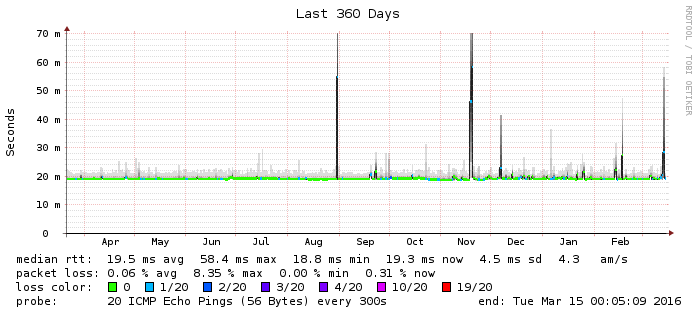 Last 360 Days
RRDTOOL / TOBI OETIKER
Seconds
70 m
60 m
50 m
40 m
30 m
20 m
10 m
0
Apr May Jun Jul Aug Sep Oct Nov Dec Jan Feb
median rtt: 19.5 ms avg 58.4 ms max 18.8 ms min 19.3 ms now 4.5 ms sd 4.3 am/s
packet loss: 0.06 % avg 8.35 % max 0.00 % min 0.31 % now
loss color: 0 1/20 2/20 3/20 4/20 10/20 19/20
probe: 20 ICMP Echo Pings (56 Bytes) every 300s end: Tue Mar 15 00:05:09 2016